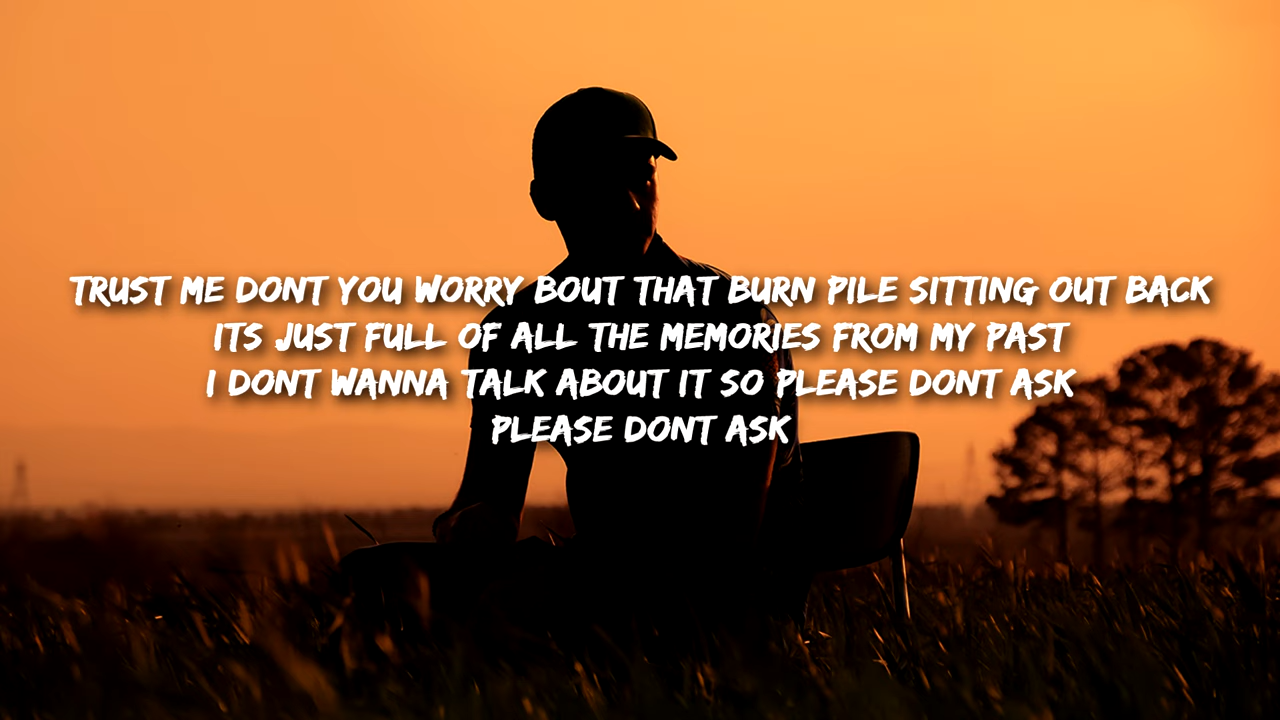 TRUST ME DONT YOU WORRY BOUT THAT BURN PILE SITTING OUT BACK
ITS JUST FULL OF ALL THE MEMORIES FROM MY PAST
I DONT WANNA TALK ABOUT IT SO PLEASE DONT ASK
PLEASE DONT ASK